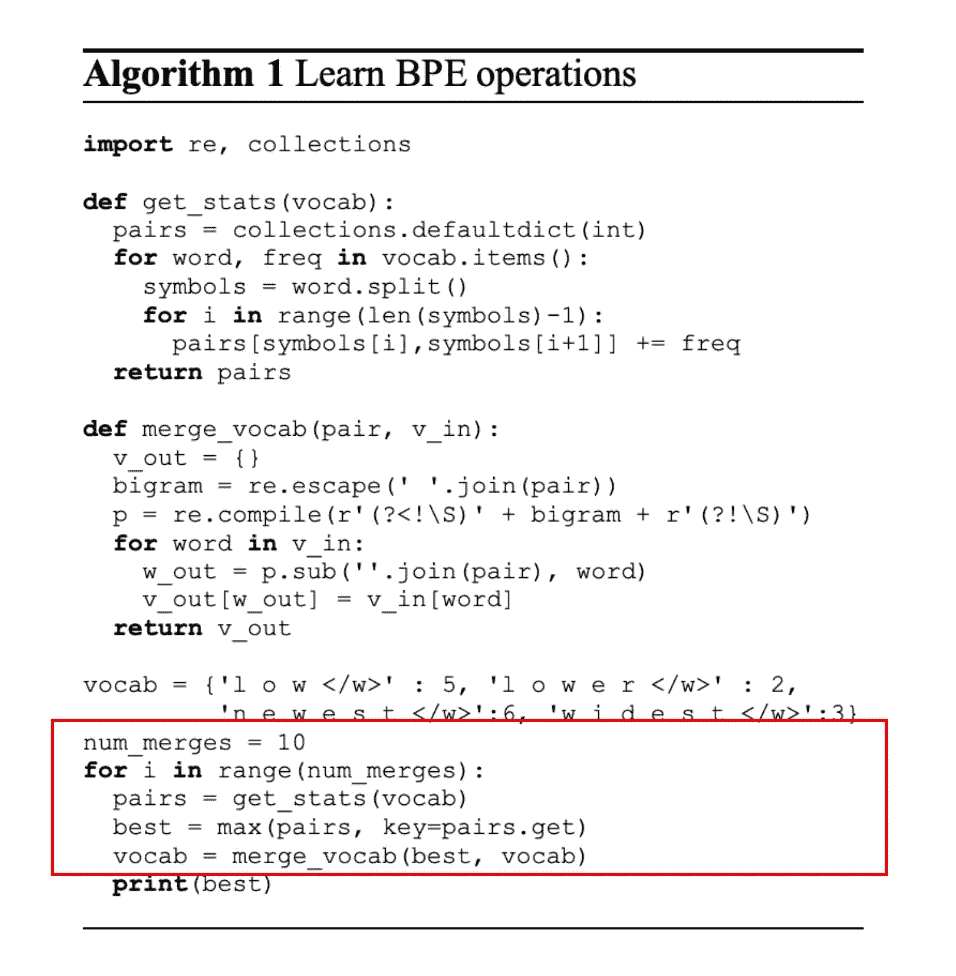 Algorithm 1 Learn BPE operations
import re, collections
def get_stats(vocab):
  pairs = collections.defaultdict(int)
  for word, freq in vocab.items():
    symbols = word.split()
    for i in range(len(symbols)-1):
      pairs[symbols[i],symbols[i+1]] += freq
  return pairs
def merge_vocab(pair, v_in):
  v_out = {}
  bigram = re.escape(' '.join(pair))
  p = re.compile(r'(?<!\S)' + bigram + r'(?!\S)')
  for word in v_in:
    w_out = p.sub(''.join(pair), word)
    v_out[w_out] = v_in[word]
  return v_out
vocab = {'l o w </w>' : 5, 'l o w e r </w>' : 2,
         'n e w e s t </w>':6, 'w i d e s t </w>':3}
num_merges = 10
for i in range(num_merges):
  pairs = get_stats(vocab)
  best = max(pairs, key=pairs.get)
  vocab = merge_vocab(best, vocab)
  print(best)